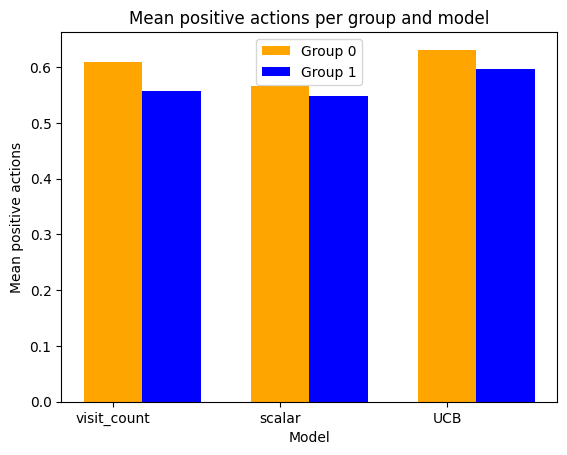 Mean positive actions per group and model
Group 0
Group 1
Mean positive actions
0.6
0.5
0.4
0.3
0.2
0.1
0.0
visit_count
scalar
UCB
Model